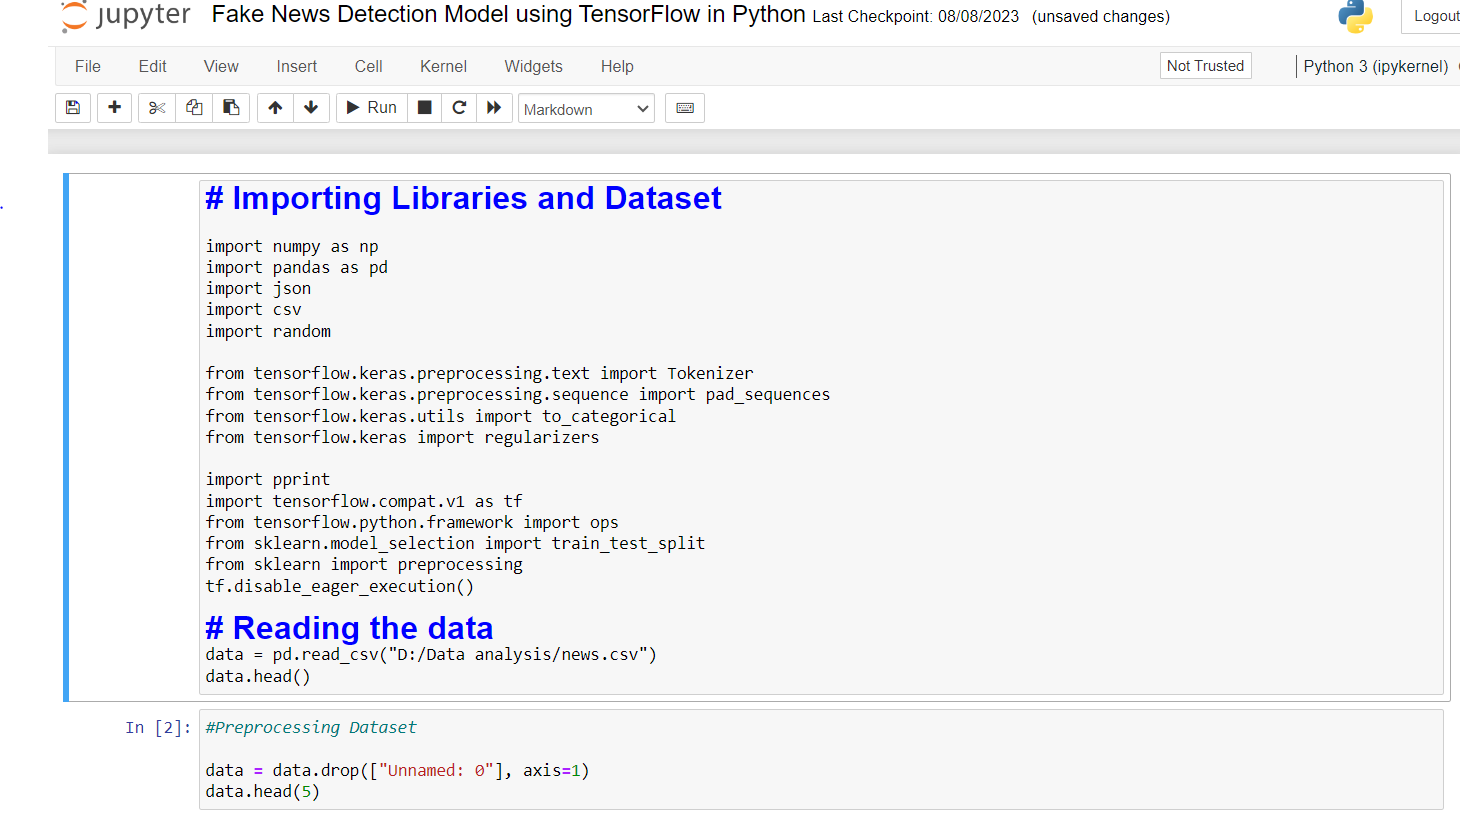 jupyter Fake News Detection Model using TensorFlow in Python Last Checkpoint: 08/08/2023 (unsaved changes)
Logout
File Edit View Insert Cell Kernel Widgets Help
Not Trusted
Python 3 (ipykernel)
Run
Markdown
# Importing Libraries and Dataset
import numpy as np
import pandas as pd
import json
import csv
import random
from tensorflow.keras.preprocessing.text import Tokenizer
from tensorflow.keras.preprocessing.sequence import pad_sequences
from tensorflow.keras.utils import to_categorical
from tensorflow.keras import regularizers
import pprint
import tensorflow.compat.v1 as tf
from tensorflow.python.framework import ops
from sklearn.model_selection import train_test_split
from sklearn import preprocessing
tf.disable_eager_execution()
# Reading the data
data = pd.read_csv("D:/Data analysis/news.csv")
data.head()
In [2]: #Preprocessing Dataset
data = data.drop(["Unnamed: 0"], axis=1)
data.head(5)